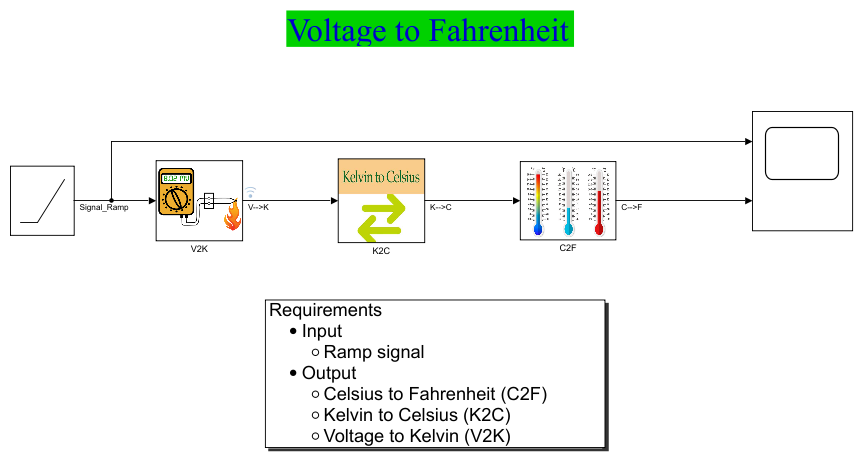 Voltage to Fahrenheit
Kelvin to Celsius
Signal_Ramp
V-->K
K-->C
C-->F
V2K
K2C
C2F
Requirements
Input
Ramp signal
Output
Celsius to Fahrenheit (C2F)
Kelvin to Celsius (K2C)
Voltage to Kelvin (V2K)